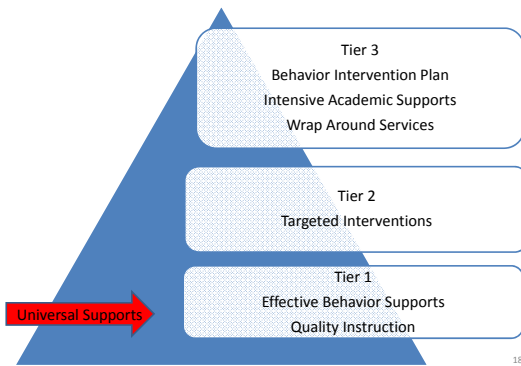 Tier 3
Behavior Intervention Plan
Intensive Academic Supports
Wrap Around Services
Tier 2
Targeted Interventions
Tier 1
Effective Behavior Supports
Quality Instruction
Universal Supports
18